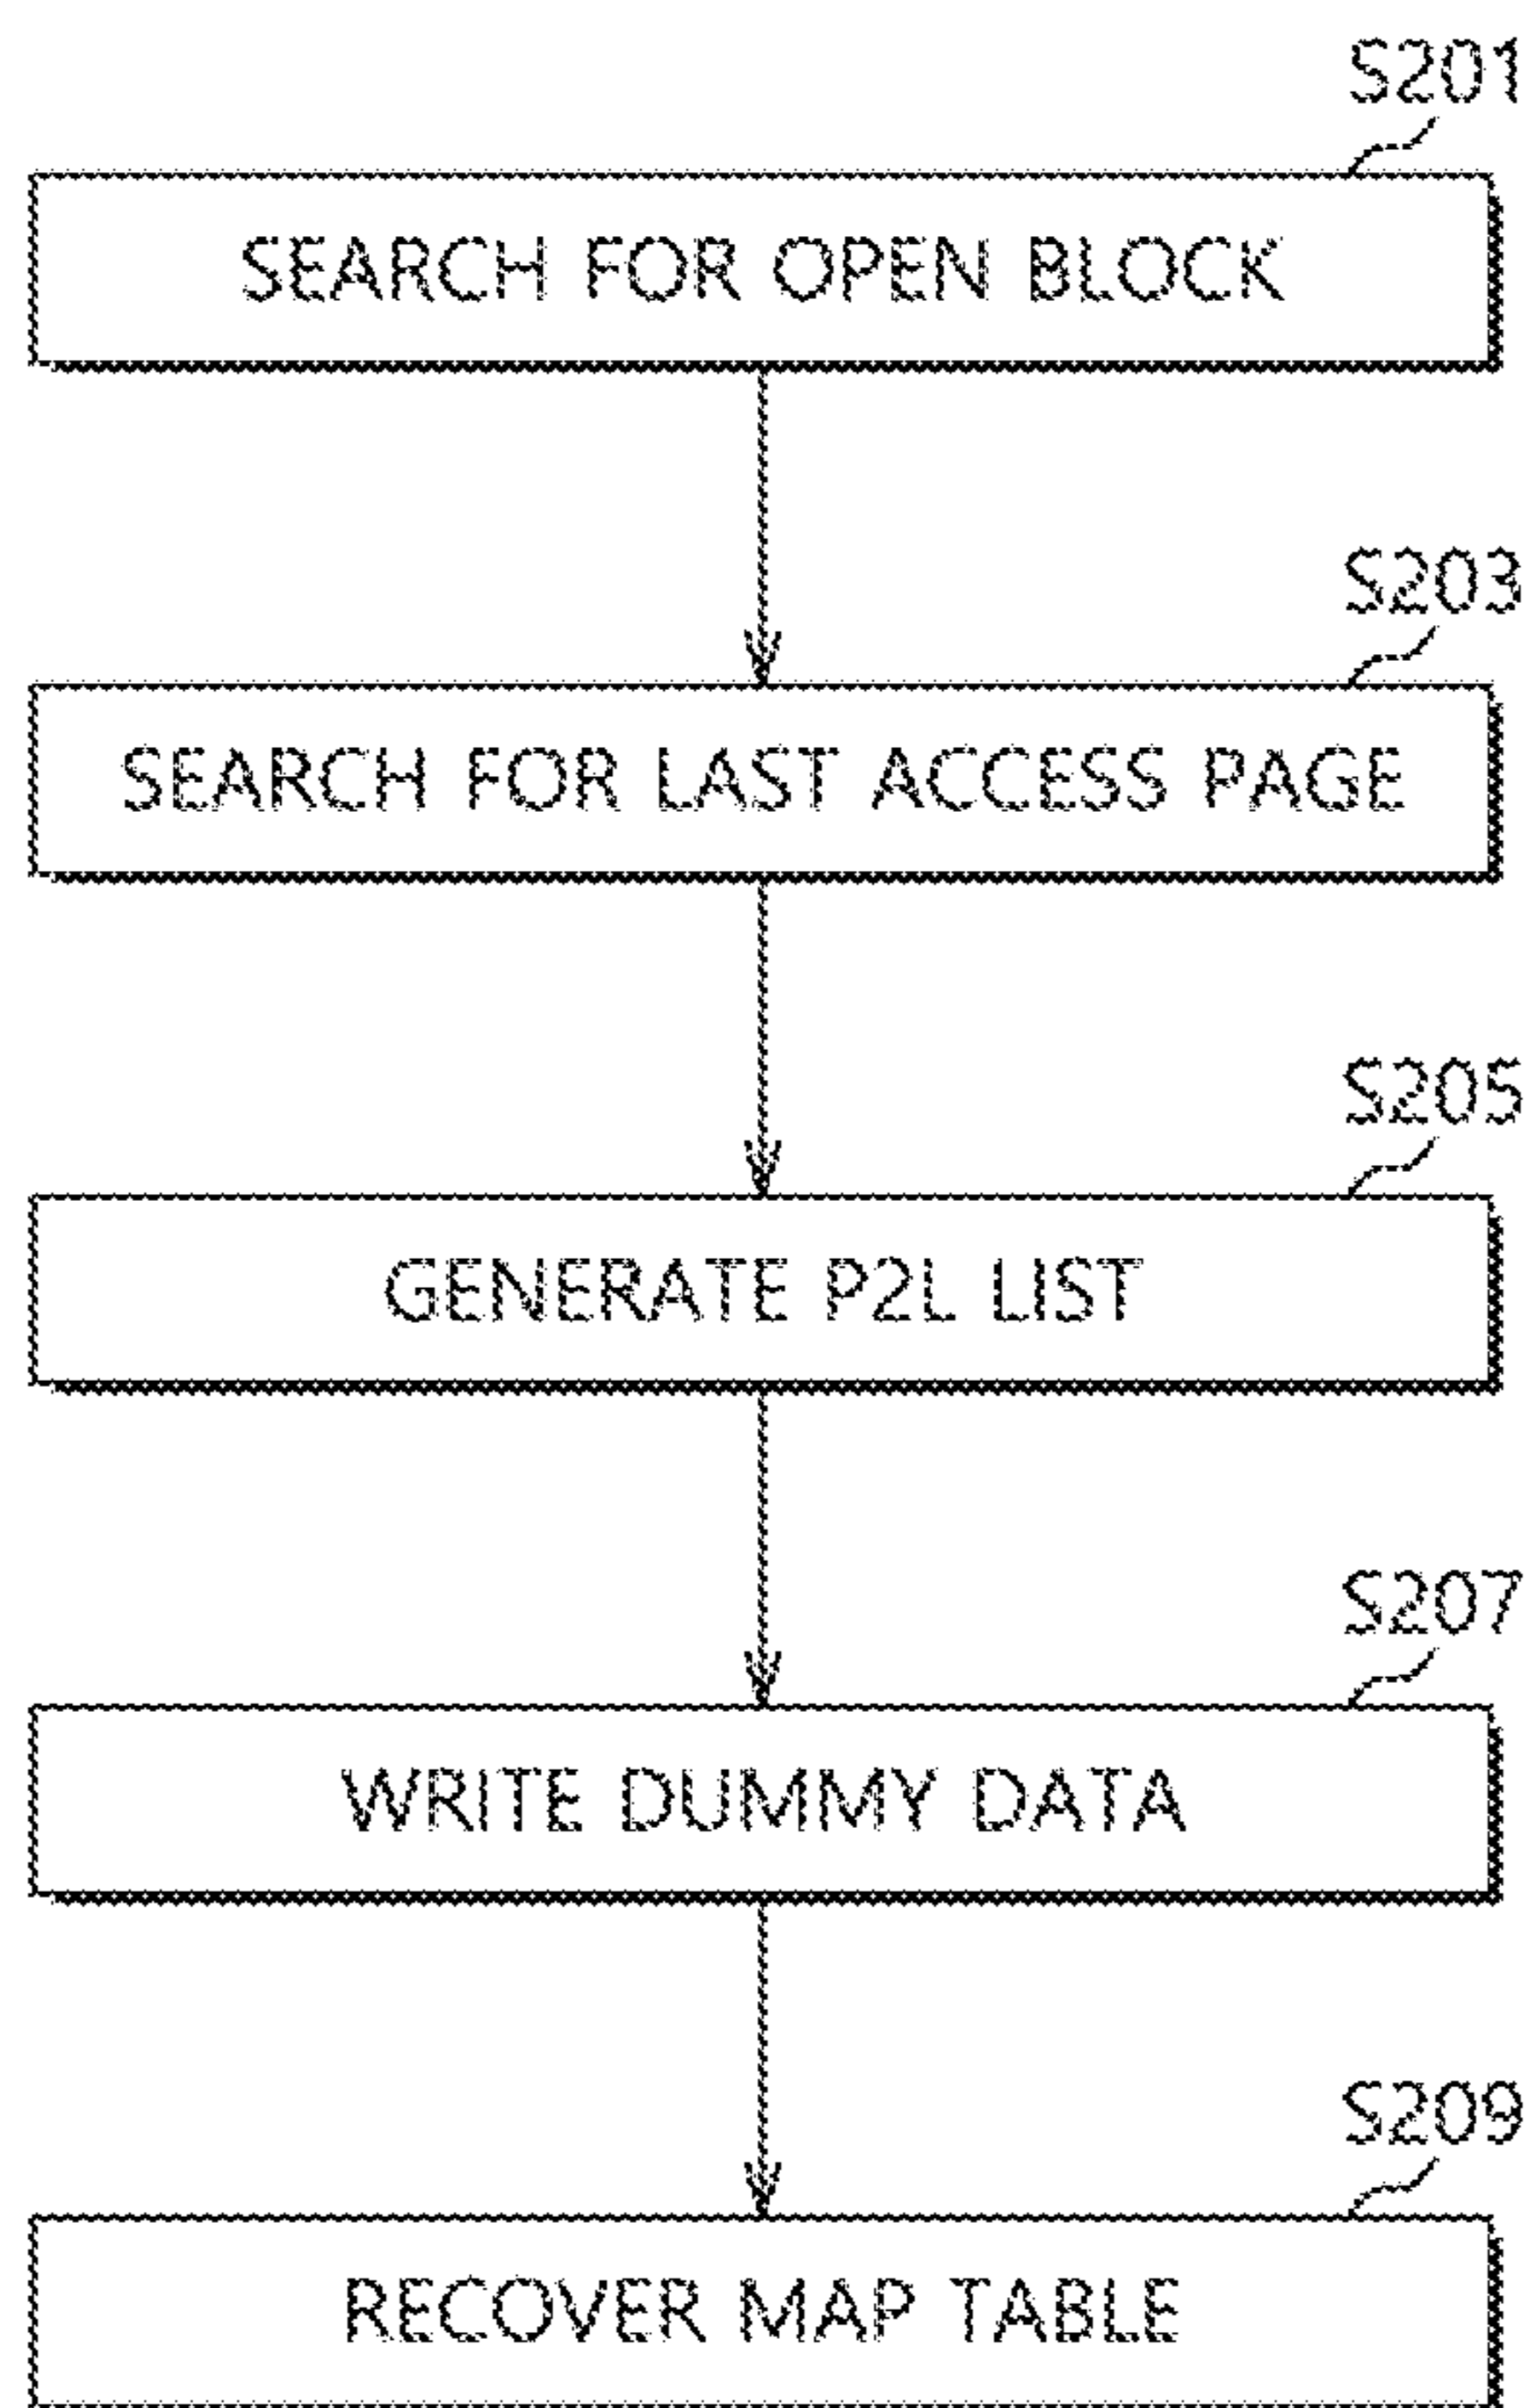 S201
SEARCH FOR OPEN BLOCK
S203
SEARCH FOR LAST ACCESS PAGE
S205
GENERATE P2L LIST
S207
WRITE DUMMY DATA
S209
RECOVER MAP TABLE